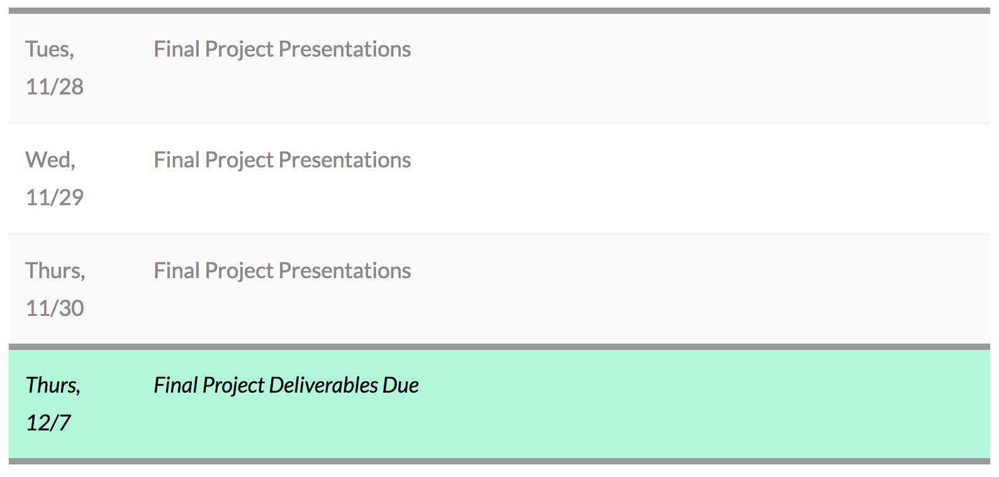 Tues, Final Project Presentations
11/28
Wed, Final Project Presentations
11/29
Thurs, Final Project Presentations
11/30
Thurs, Final Project Deliverables Due
12/7